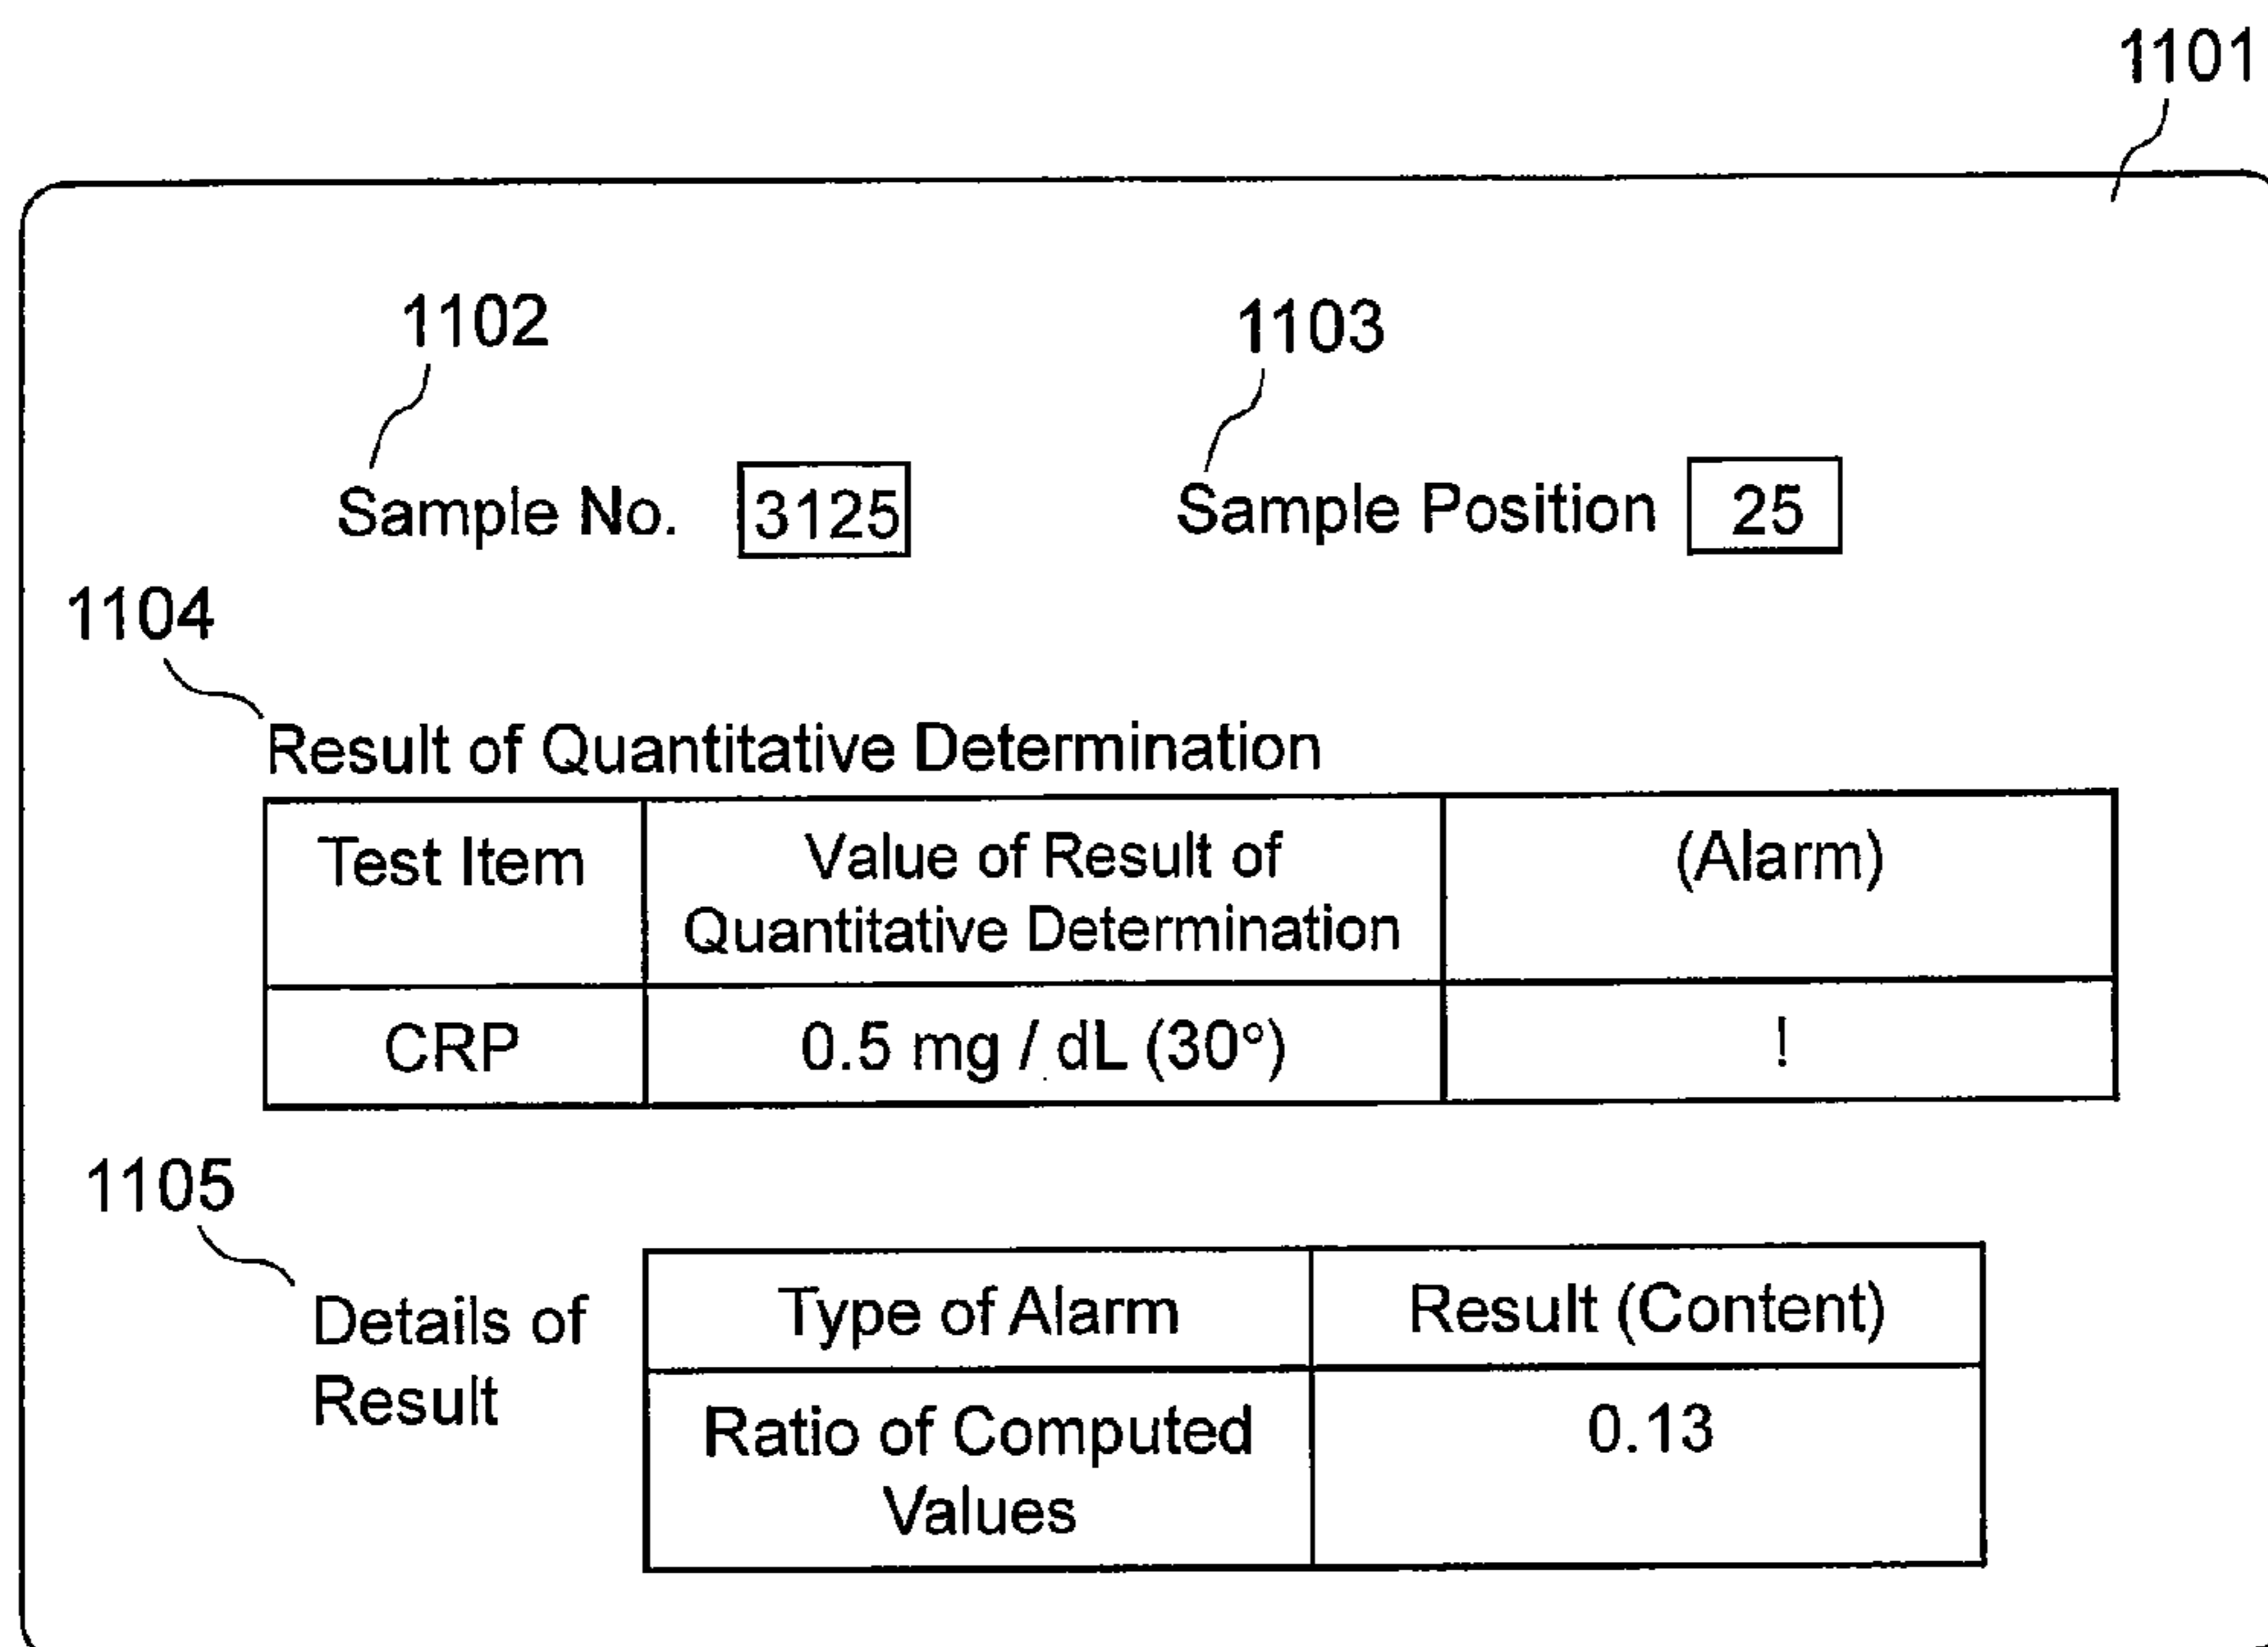 1101
1102
1103
Sample No. 3125 Sample Position 25
1104
Result of Quantitative Determination
Test Item Value of Result of Quantitative Determination (Alarm)
CRP 0.5 mg / dL (30°) !
1105
Details of Result
Type of Alarm Result (Content)
Ratio of Computed Values 0.13